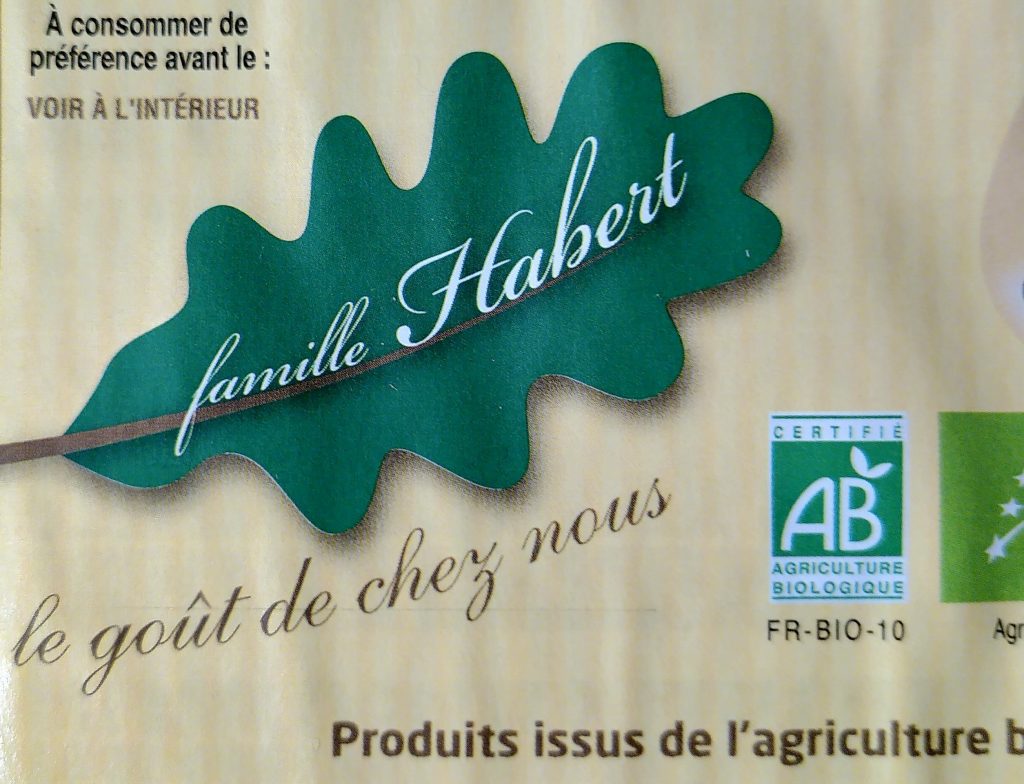 À consommer de
préférence avant le :
VOIR À L'INTÉRIEUR
famille Habert
le goût de chez nous
CERTIFIÉ
AB
AGRICULTURE
BIOLOGIQUE
FR-BIO-10
Agr
Produits issus de l'agriculture b